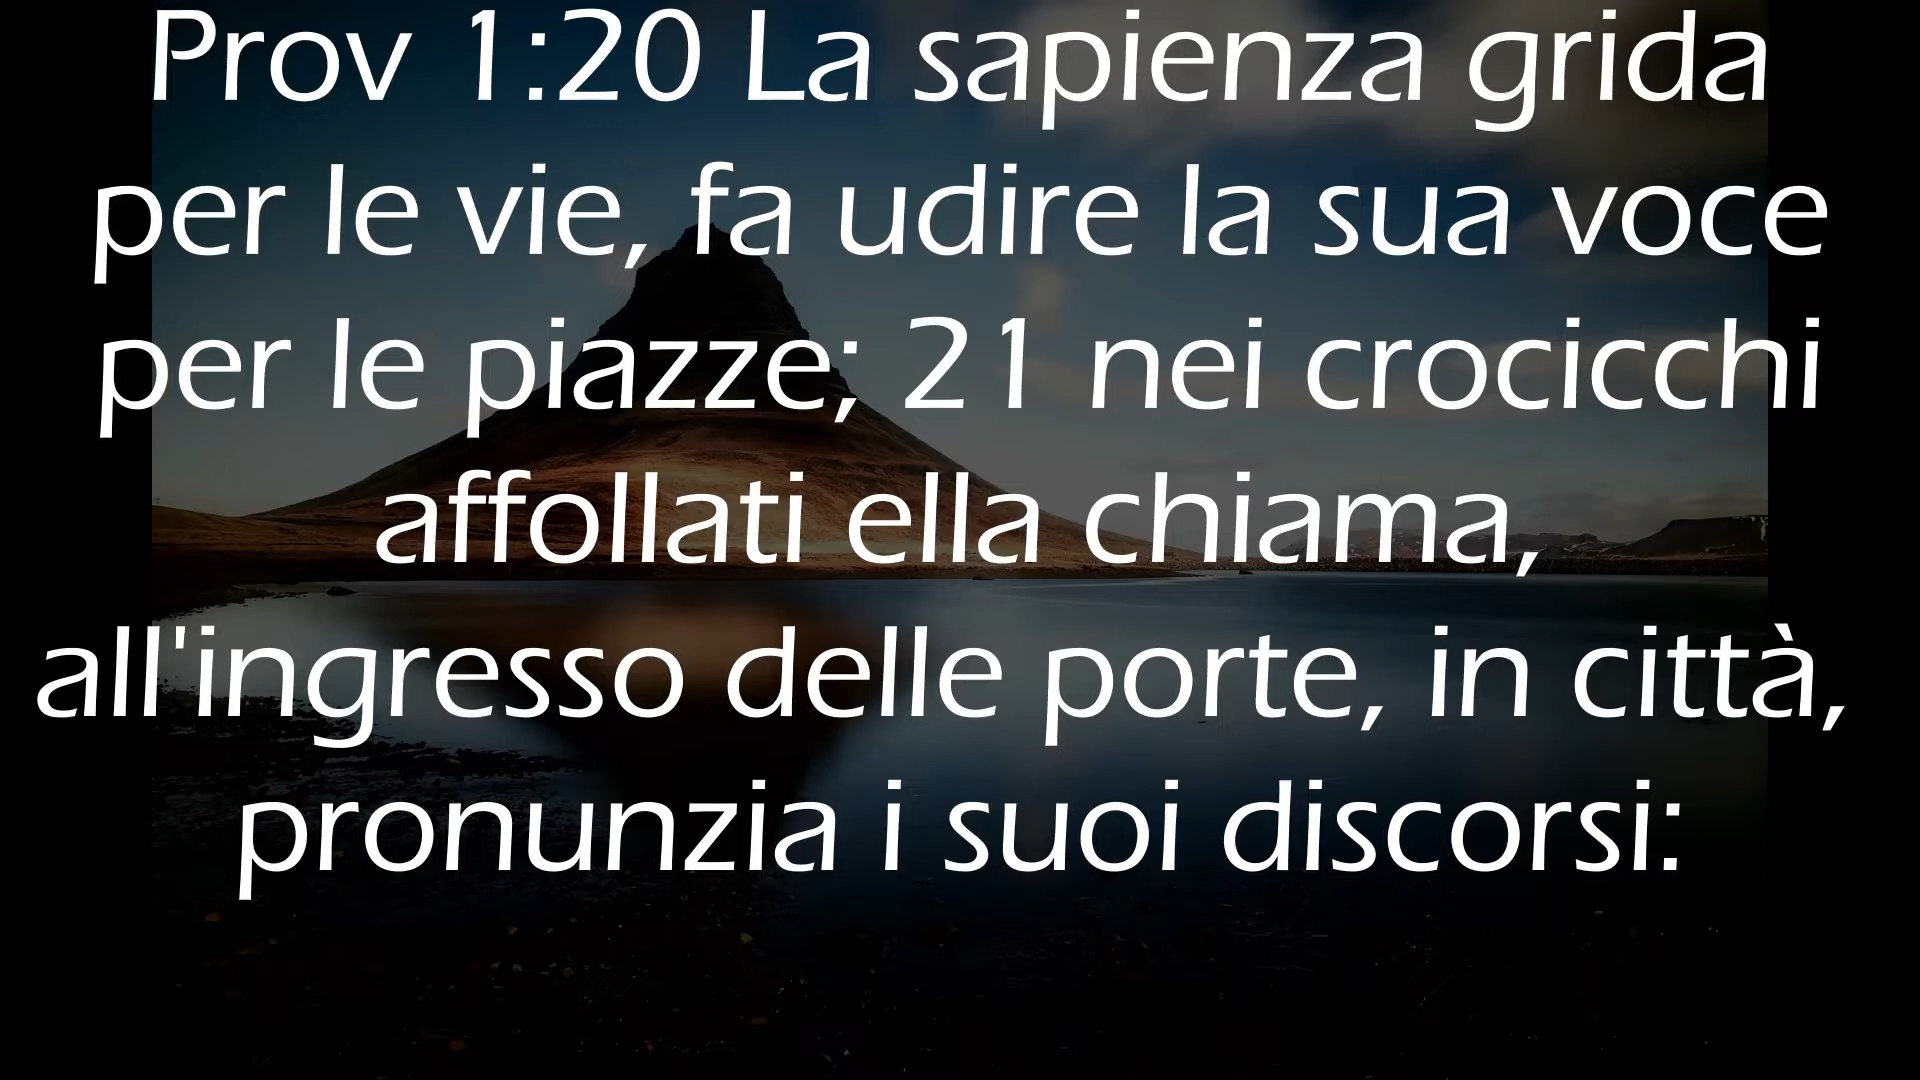 Prov 1:20 La sapienza grida
per le vie, fa udire la sua voce
per le piazze; 21 nei crocicchi
affollati ella chiama,
all'ingresso delle porte, in città,
pronunzia i suoi discorsi: